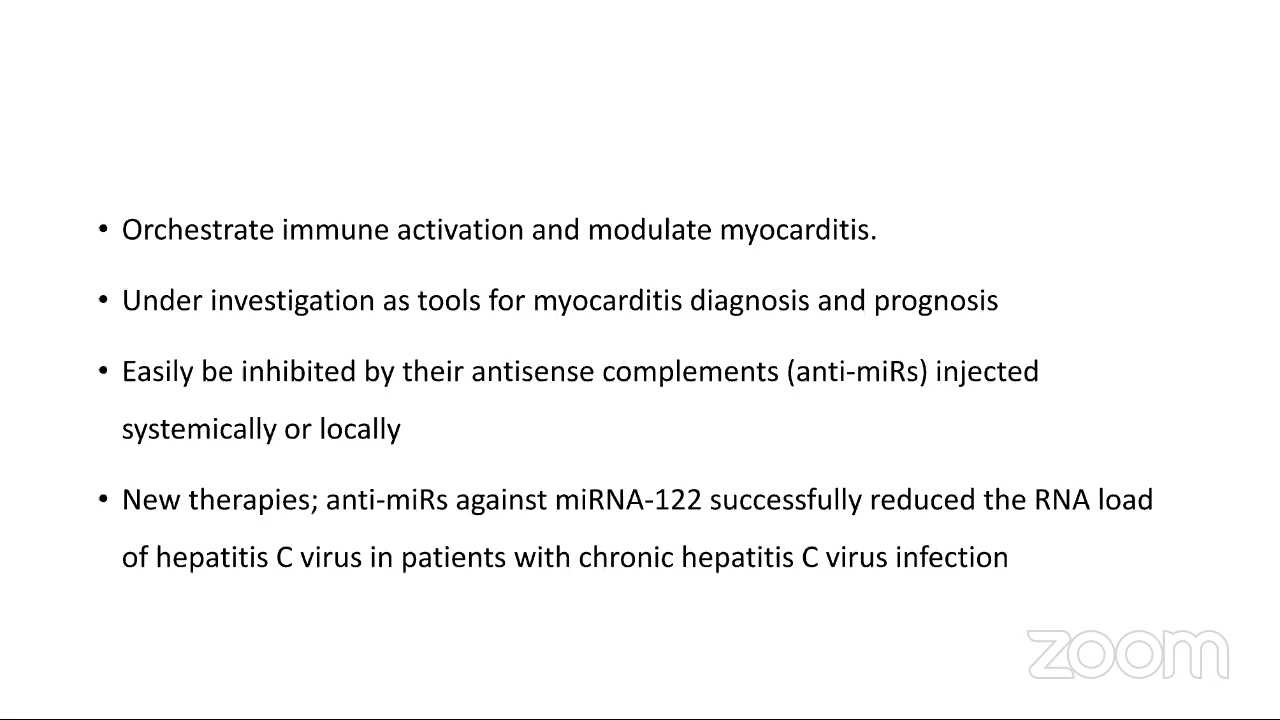 • Orchestrate immune activation and modulate myocarditis.
• Under investigation as tools for myocarditis diagnosis and prognosis
• Easily be inhibited by their antisense complements (anti-miRs) injected
systemically or locally
• New therapies; anti-miRs against miRNA-122 successfully reduced the RNA load
of hepatitis C virus in patients with chronic hepatitis C virus infection
zoom